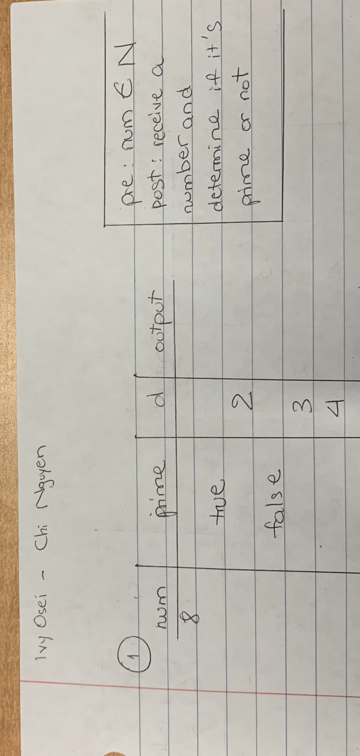 Ivy Osei - Chi Nguyen
pre: num ∈ N
post: receive a
number and
determine if it's
prime or not
1
num prime d output
8
true
2
false
3
4